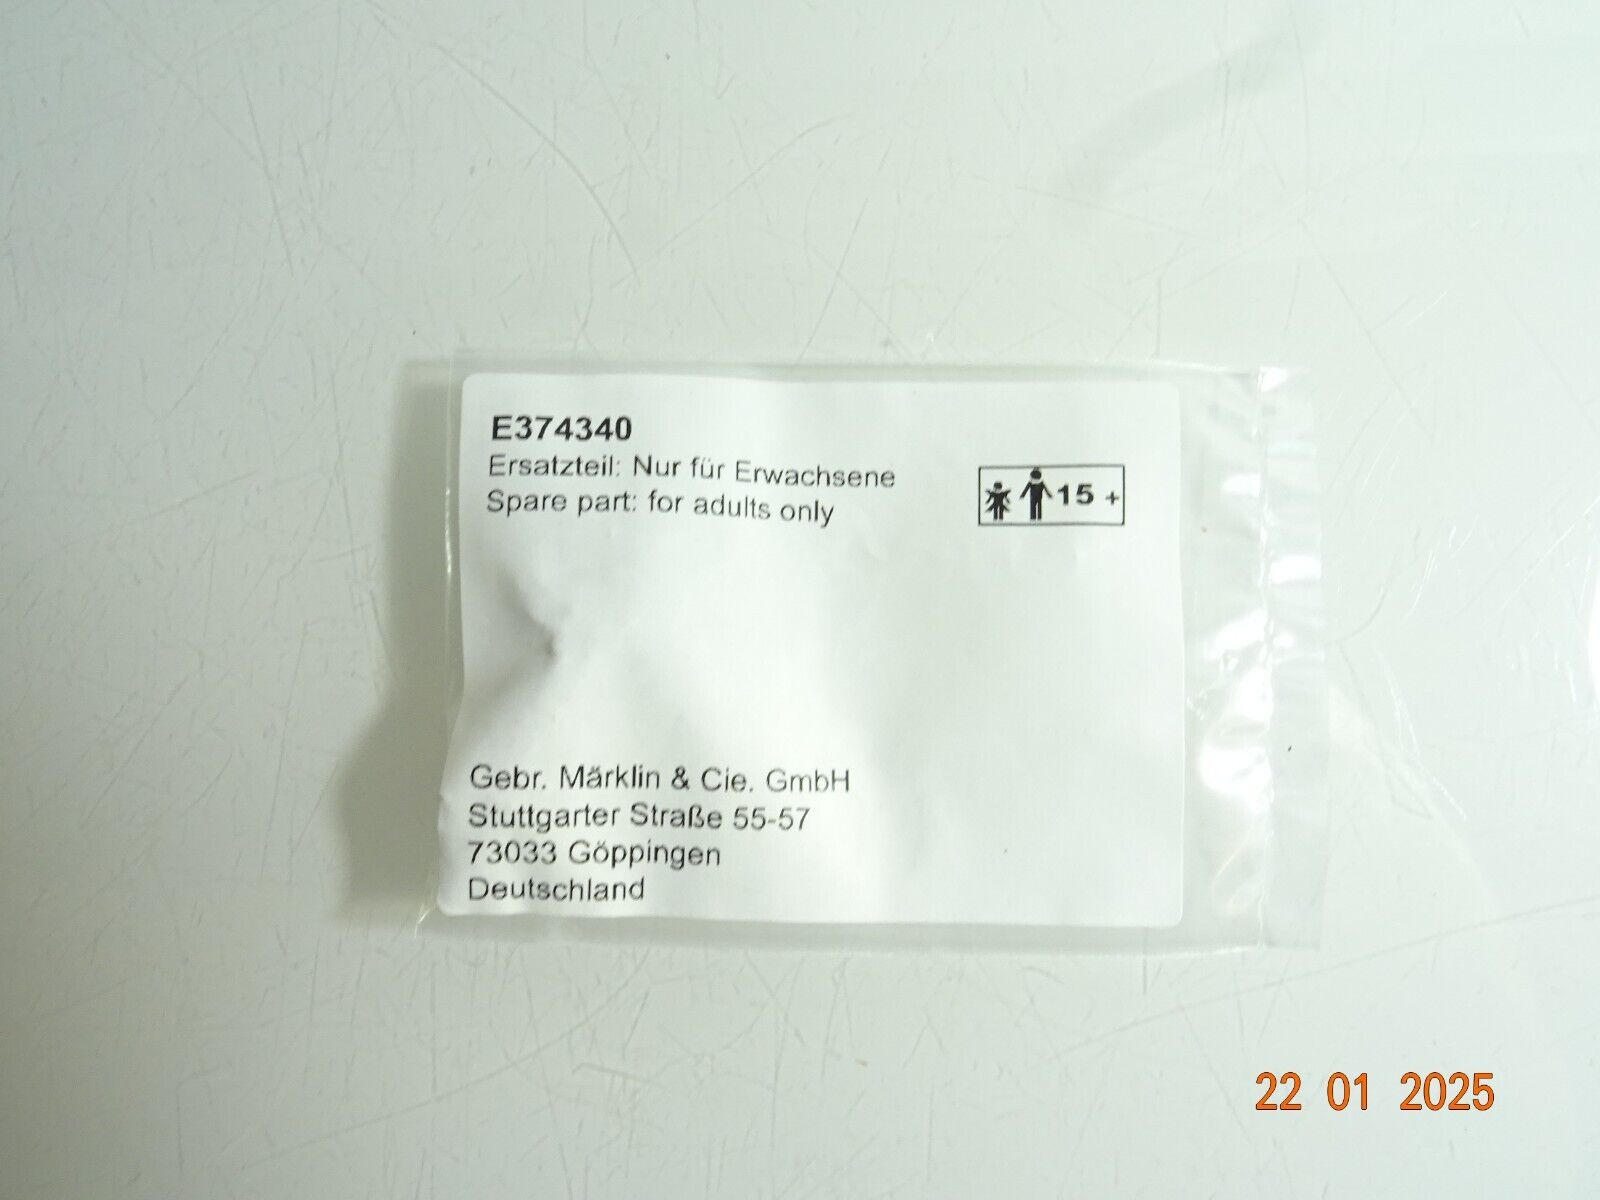 E374340
Ersatzteil: Nur für Erwachsene
Spare part: for adults only
15 +
Gebr. Märklin & Cie. GmbH
Stuttgarter Straße 55-57
73033 Göppingen
Deutschland
22 01 2025